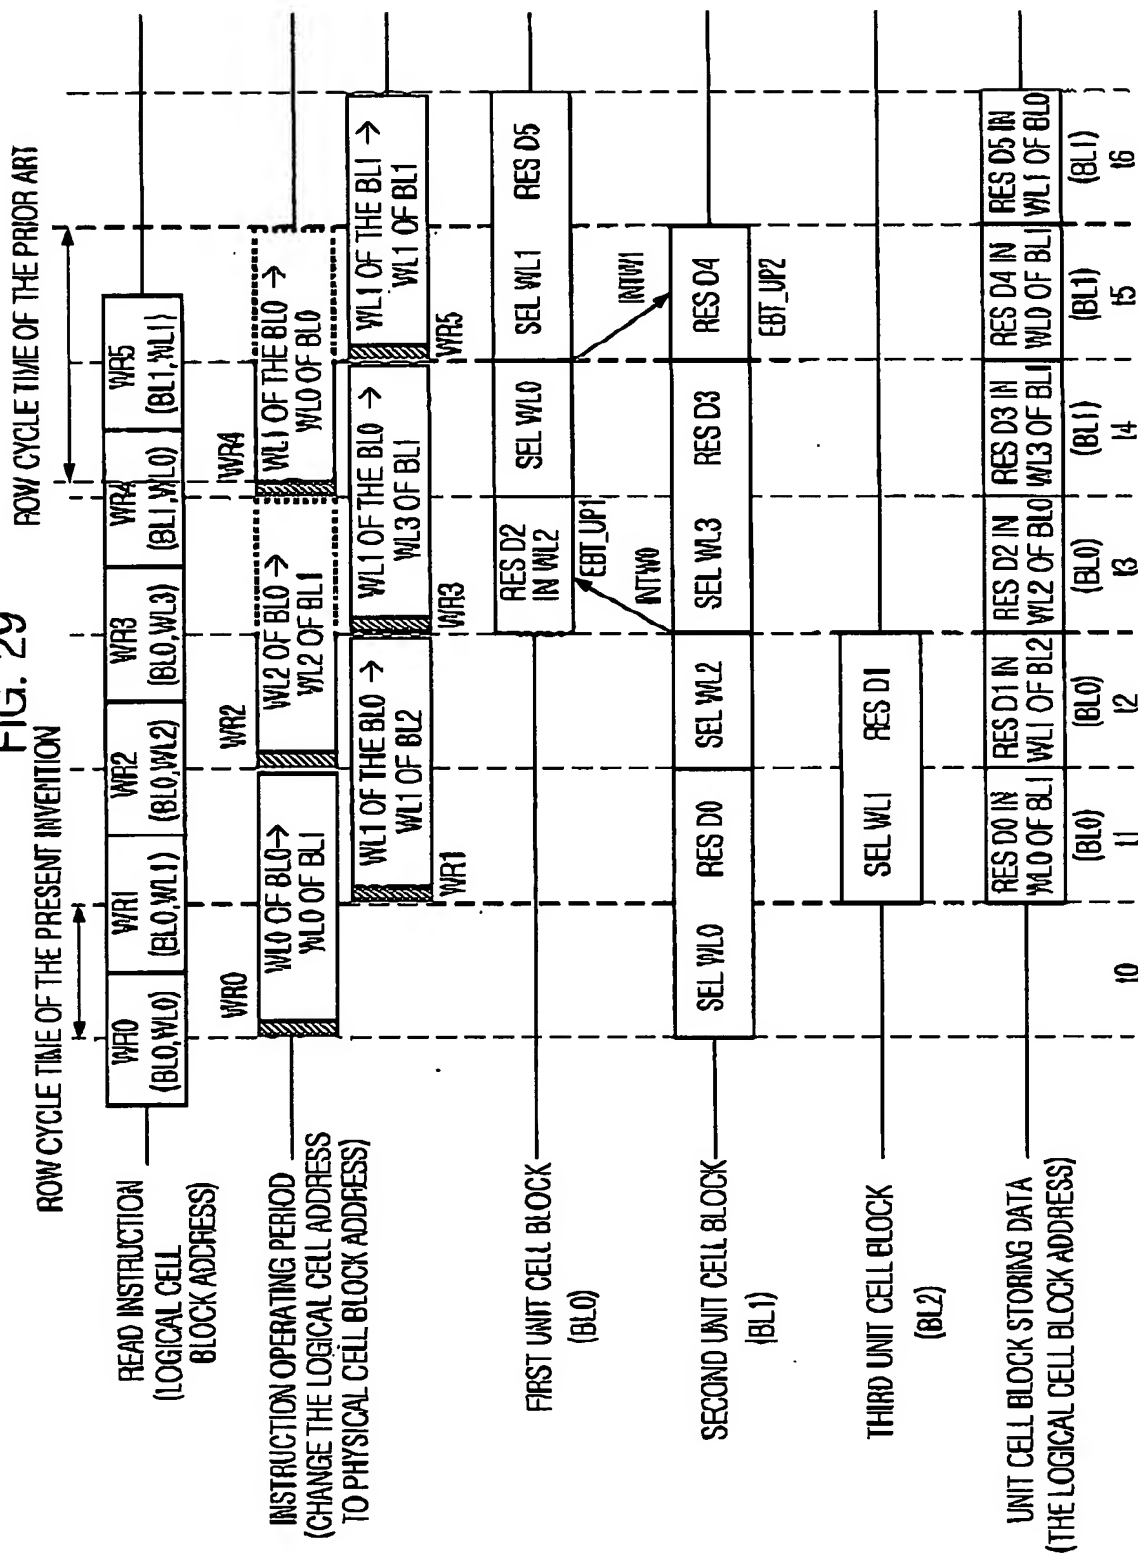 FIG. 29
ROW CYCLE TIME OF THE PRESENT INVENTION
ROW CYCLE TIME OF THE PRIOR ART
READ INSTRUCTION
(LOGICAL CELL
BLOCK ADDRESS)
WR0
(BL0,WL0)
WR1
(BL0,WL1)
WR2
(BL0,WL2)
WR3
(BL0,WL3)
WR4
(BL1,WL0)
WR5
(BL1,WL1)
INSTRUCTION OPERATING PERIOD
(CHANGE THE LOGICAL CELL ADDRESS
TO PHYSICAL CELL BLOCK ADDRESS)
WR0
WL0 OF BL0→
WL0 OF BL1
WR2
WL2 OF BL0→
WL2 OF BL1
WR4
WL1 OF THE BL0 →
WL0 OF BL0
WL1 OF THE BL0 →
WL1 OF BL2
WR1
WL1 OF THE BL0 →
WL3 OF BL1
WR3
WL1 OF THE BL1 →
WL1 OF BL1
WR5
FIRST UNIT CELL BLOCK
(BL0)
RES D2
IN WL2
SEL WL0
SEL WL1
RES D5
EBT_UP1
INTW0
INTW1
SECOND UNIT CELL BLOCK
(BL1)
SEL WL0
RES D0
SEL WL2
SEL WL3
RES D3
RES D4
EBT_UP2
THIRD UNIT CELL BLOCK
(BL2)
SEL WL1
RES D1
UNIT CELL BLOCK STORING DATA
(THE LOGICAL CELL BLOCK ADDRESS)
RES D0 IN
WL0 OF BL1
(BL0)
RES D1 IN
WL1 OF BL2
(BL0)
RES D2 IN
WL2 OF BL0
(BL0)
RES D3 IN
WL3 OF BL1
(BL1)
RES D4 IN
WL0 OF BL1
(BL1)
RES D5 IN
WL1 OF BL0
(BL1)
t0
t1
t2
t3
t4
t5
t6